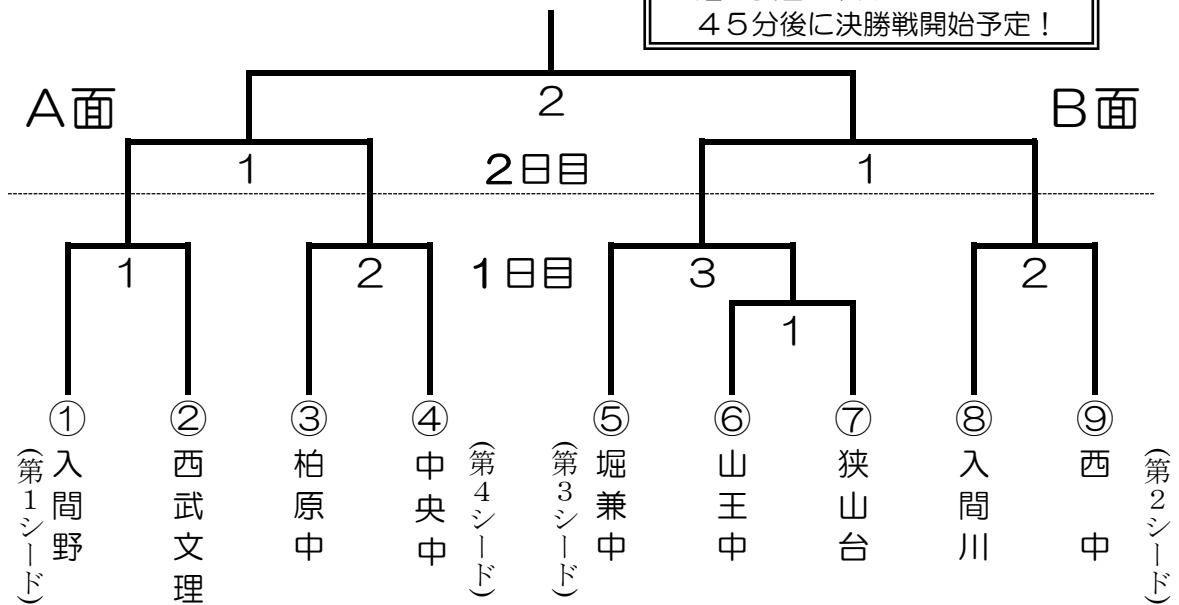 ４５分後に決勝戦開始予定！
A面
2
B面
1
２日目
1
1
2
１日目
3
2
1
①入間野
(第１シード)
②西武文理
③柏原中
④中央中
(第４シード)
⑤堀兼中
(第３シード)
⑥山王中
⑦狭山台
⑧入間川
⑨西　中
(第２シード)